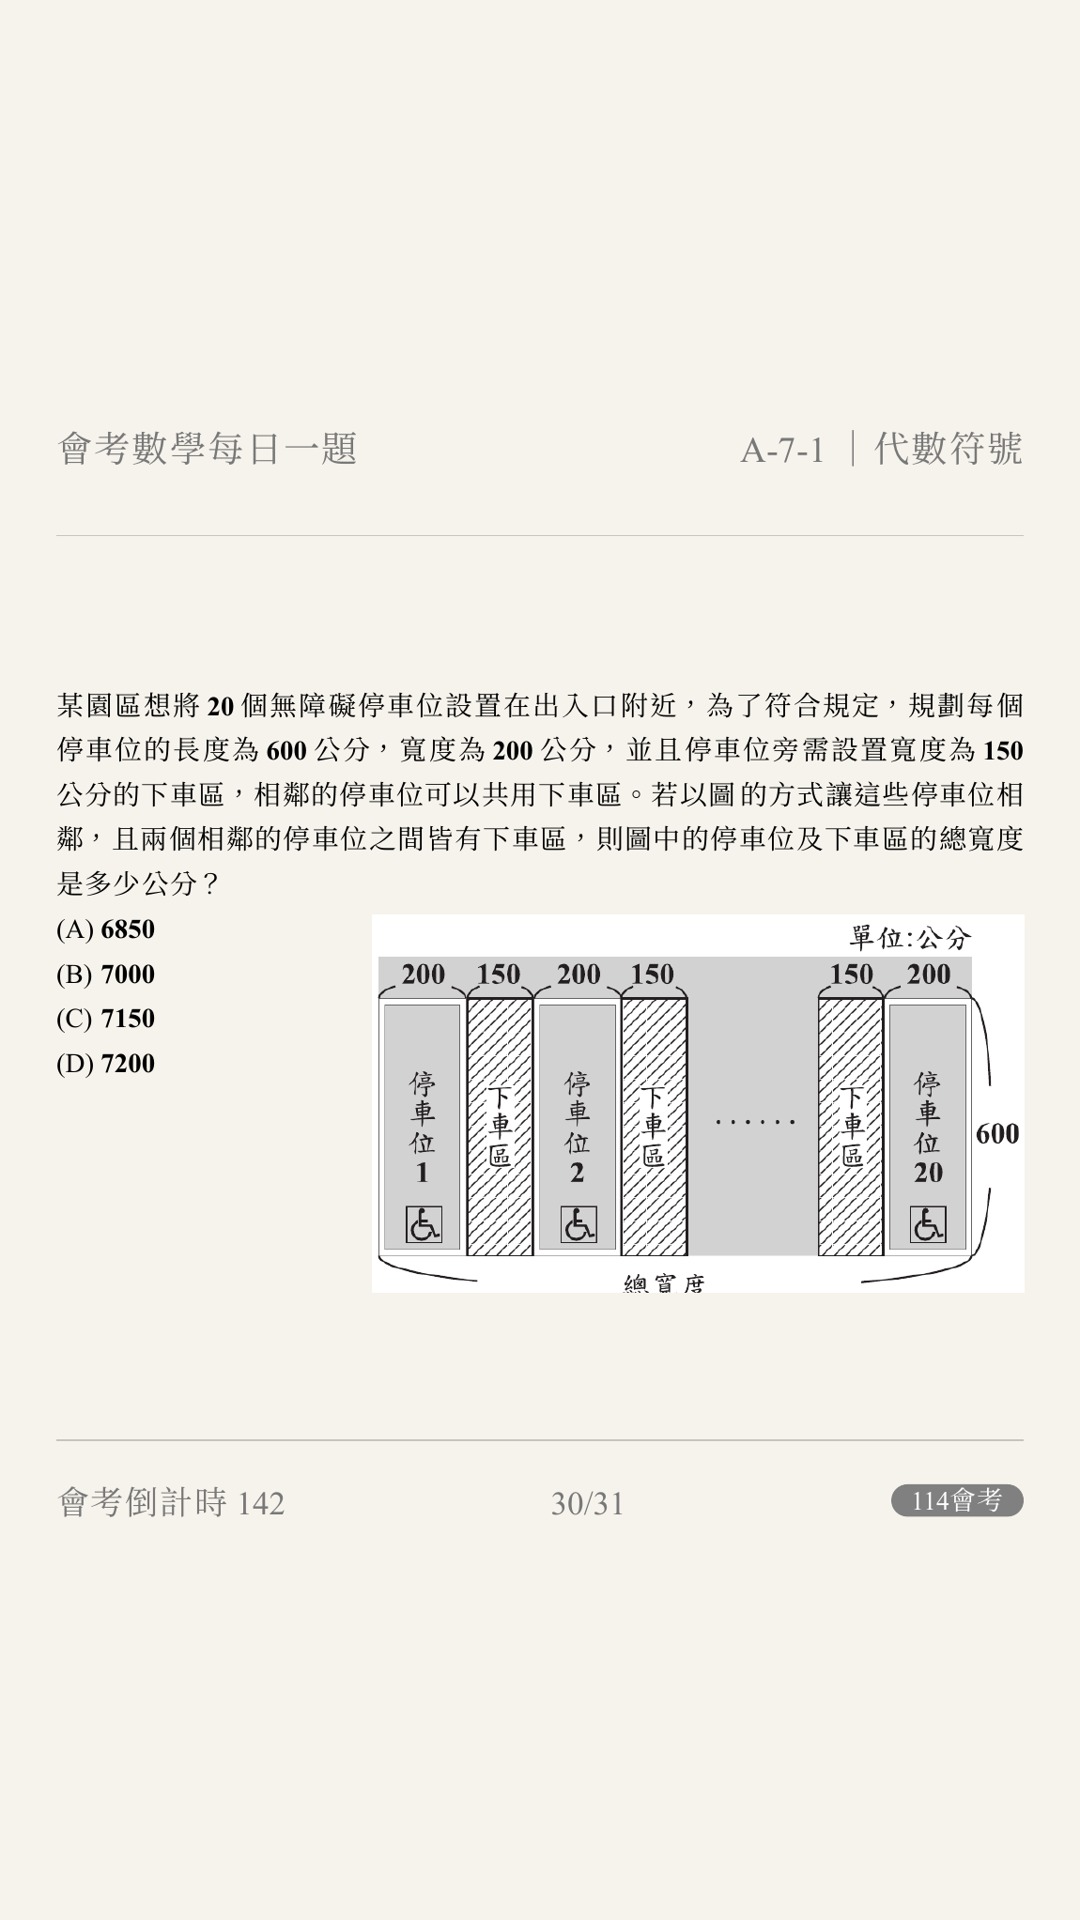 會考數學每日一題
A-7-1 │ 代數符號
某園區想將 20 個無障礙停車位設置在出入口附近，為了符合規定，規劃每個
停車位的長度為 600 公分，寬度為 200 公分，並且停車位旁需設置寬度為 150
公分的下車區，相鄰的停車位可以共用下車區。若以圖的方式讓這些停車位相
鄰，且兩個相鄰的停車位之間皆有下車區，則圖中的停車位及下車區的總寬度
是多少公分？
(A) 6850
(B) 7000
(C) 7150
(D) 7200
單位:公分
200 150 200 150 150 200
停車位1
下車區
停車位2
下車區
......
下車區
停車位20
600
總寬度
會考倒計時 142
30/31
114會考